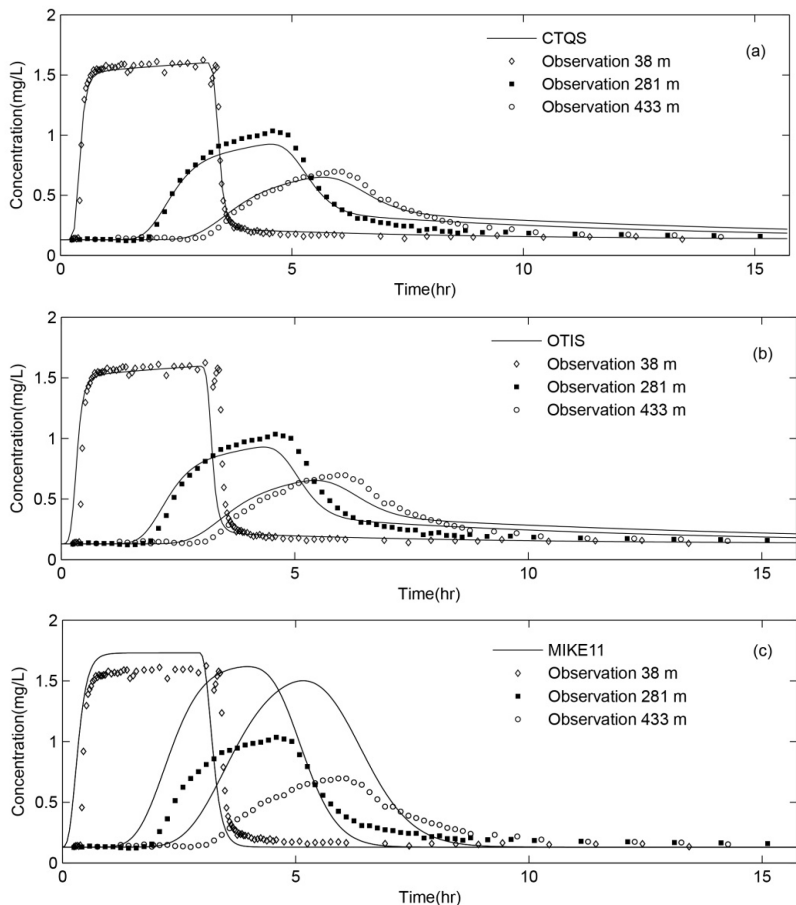 2
1.5
1
0.5
0
0
5
10
15
Concentration(mg/L)
Time(hr)
CTQS
Observation 38 m
Observation 281 m
Observation 433 m
(a)
2
1.5
1
0.5
0
0
5
10
15
Concentration(mg/L)
Time(hr)
OTIS
Observation 38 m
Observation 281 m
Observation 433 m
(b)
2
1.5
1
0.5
0
0
5
10
15
Concentration(mg/L)
Time(hr)
MIKE11
Observation 38 m
Observation 281 m
Observation 433 m
(c)